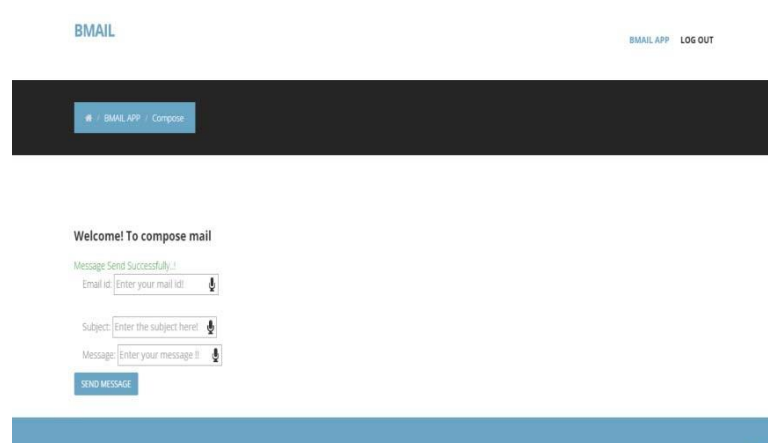 BMAIL
BMAIL APP LOG OUT
/ BMAIL APP / Compose
Welcome! To compose mail
Message Send Successfully..!
Email id: Enter your mail id!
Subject: Enter the subject here!
Message: Enter your message !!
SEND MESSAGE